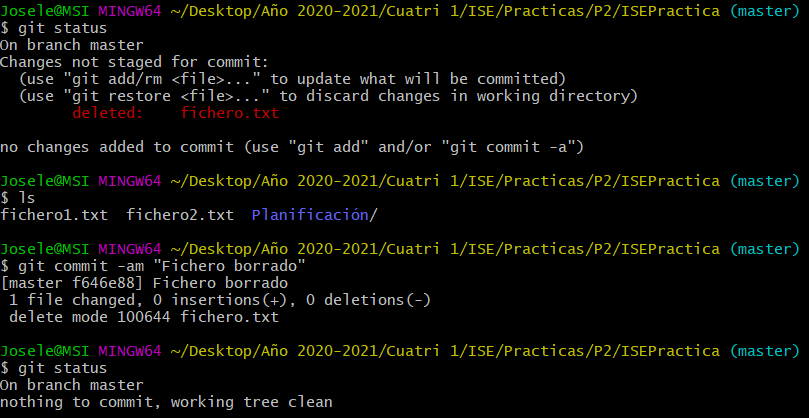 Josele@MSI MINGW64 ~/Desktop/Año 2020-2021/Cuatri 1/ISE/Practicas/P2/ISEPractica (master)
$ git status
On branch master
Changes not staged for commit:
  (use "git add/rm <file>..." to update what will be committed)
  (use "git restore <file>..." to discard changes in working directory)
        deleted:    fichero.txt

no changes added to commit (use "git add" and/or "git commit -a")

Josele@MSI MINGW64 ~/Desktop/Año 2020-2021/Cuatri 1/ISE/Practicas/P2/ISEPractica (master)
$ ls
fichero1.txt  fichero2.txt  Planificación/

Josele@MSI MINGW64 ~/Desktop/Año 2020-2021/Cuatri 1/ISE/Practicas/P2/ISEPractica (master)
$ git commit -am "Fichero borrado"
[master f646e88] Fichero borrado
 1 file changed, 0 insertions(+), 0 deletions(-)
 delete mode 100644 fichero.txt

Josele@MSI MINGW64 ~/Desktop/Año 2020-2021/Cuatri 1/ISE/Practicas/P2/ISEPractica (master)
$ git status
On branch master
nothing to commit, working tree clean